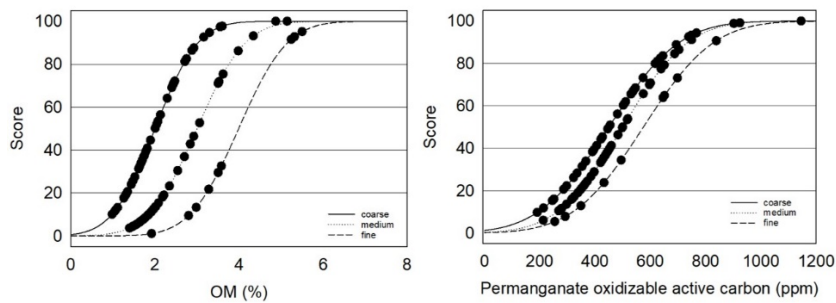 100
80
60
40
20
0
Score
coarse
medium
fine
0 2 4 6 8
OM (%)
100
80
60
40
20
0
Score
coarse
medium
fine
0 200 400 600 800 1000 1200
Permanganate oxidizable active carbon (ppm)